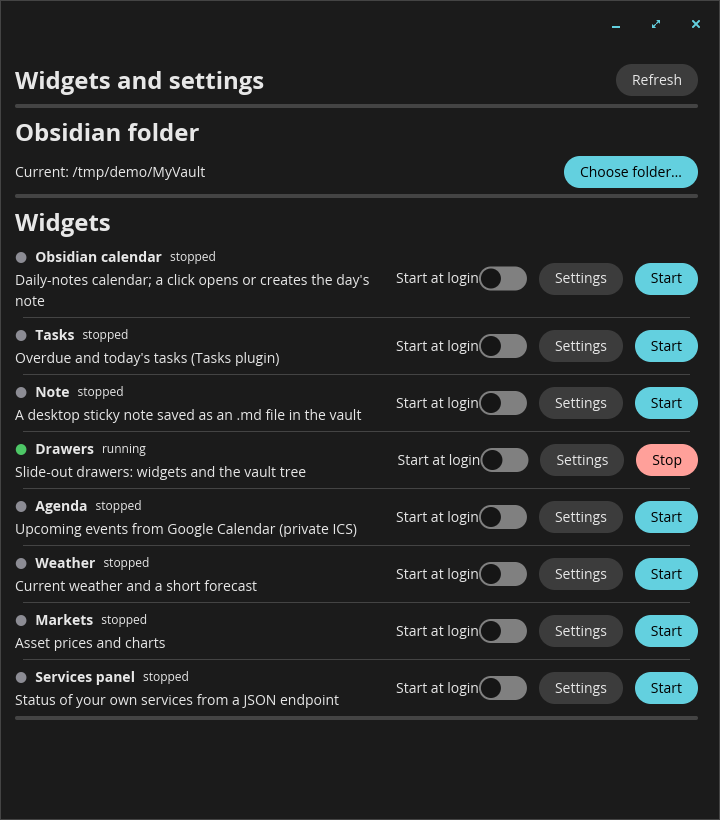 Widgets and settings
Refresh
Obsidian folder
Current: /tmp/demo/MyVault
Choose folder...
Widgets
Obsidian calendar stopped
Daily-notes calendar; a click opens or creates the day's
note
Start at login Settings Start
Tasks stopped
Overdue and today's tasks (Tasks plugin)
Start at login Settings Start
Note stopped
A desktop sticky note saved as an .md file in the vault
Start at login Settings Start
Drawers running
Slide-out drawers: widgets and the vault tree
Start at login Settings Stop
Agenda stopped
Upcoming events from Google Calendar (private ICS)
Start at login Settings Start
Weather stopped
Current weather and a short forecast
Start at login Settings Start
Markets stopped
Asset prices and charts
Start at login Settings Start
Services panel stopped
Status of your own services from a JSON endpoint
Start at login Settings Start